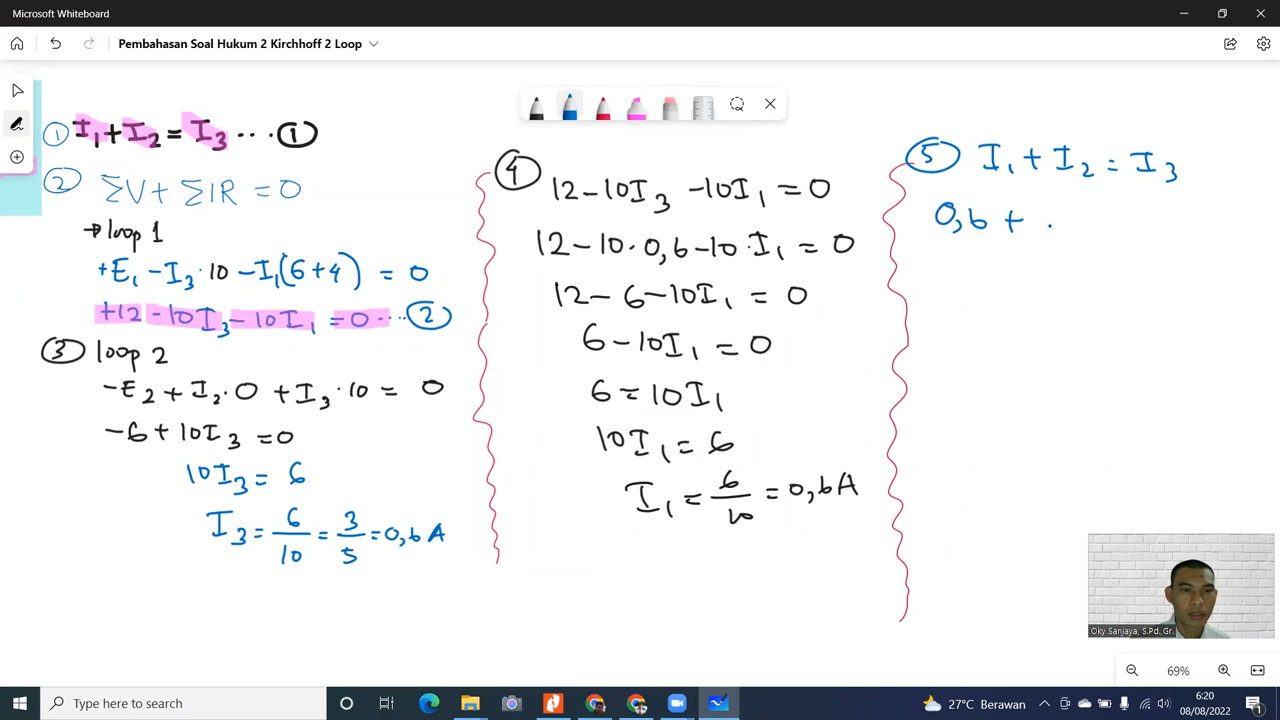 Microsoft Whiteboard
Pembahasan Soal Hukum 2 Kirchhoff 2 Loop
① I₁ + I₂ = I₃ ... ①
② ΣV + ΣIR = 0
→ loop 1
+E₁ - I₃ · 10 - I₁(6+4) = 0
+12 - 10I₃ - 10I₁ = 0 ... ②
③ loop 2
-E₂ + I₂ · 0 + I₃ · 10 = 0
-6 + 10I₃ = 0
10I₃ = 6
I₃ = 6/10 = 3/5 = 0,6 A
④ 12 - 10I₃ - 10I₁ = 0
12 - 10 · 0,6 - 10 · I₁ = 0
12 - 6 - 10I₁ = 0
6 - 10I₁ = 0
6 = 10I₁
10I₁ = 6
I₁ = 6/10 = 0,6 A
⑤ I₁ + I₂ = I₃
0,6 + .
Oky Sanjaya, S.Pd.,Gr.
69%
Type here to search
27°C Berawan
6:20
08/08/2022
1